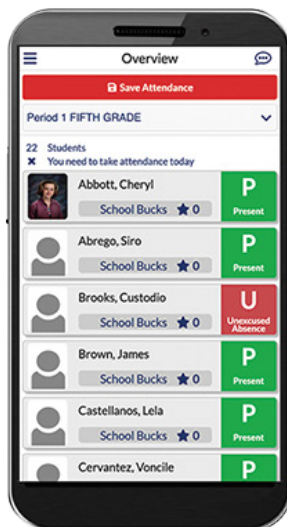 Overview
Save Attendance
Period 1 FIFTH GRADE
22 Students
You need to take attendance today
Abbott, Cheryl
School Bucks 0
P
Present
Abrego, Siro
School Bucks 0
P
Present
Brooks, Custodio
School Bucks 0
U
Unexcused
Absence
Brown, James
School Bucks 0
P
Present
Castellanos, Lela
School Bucks 0
P
Present
Cervantez, Voncile
P